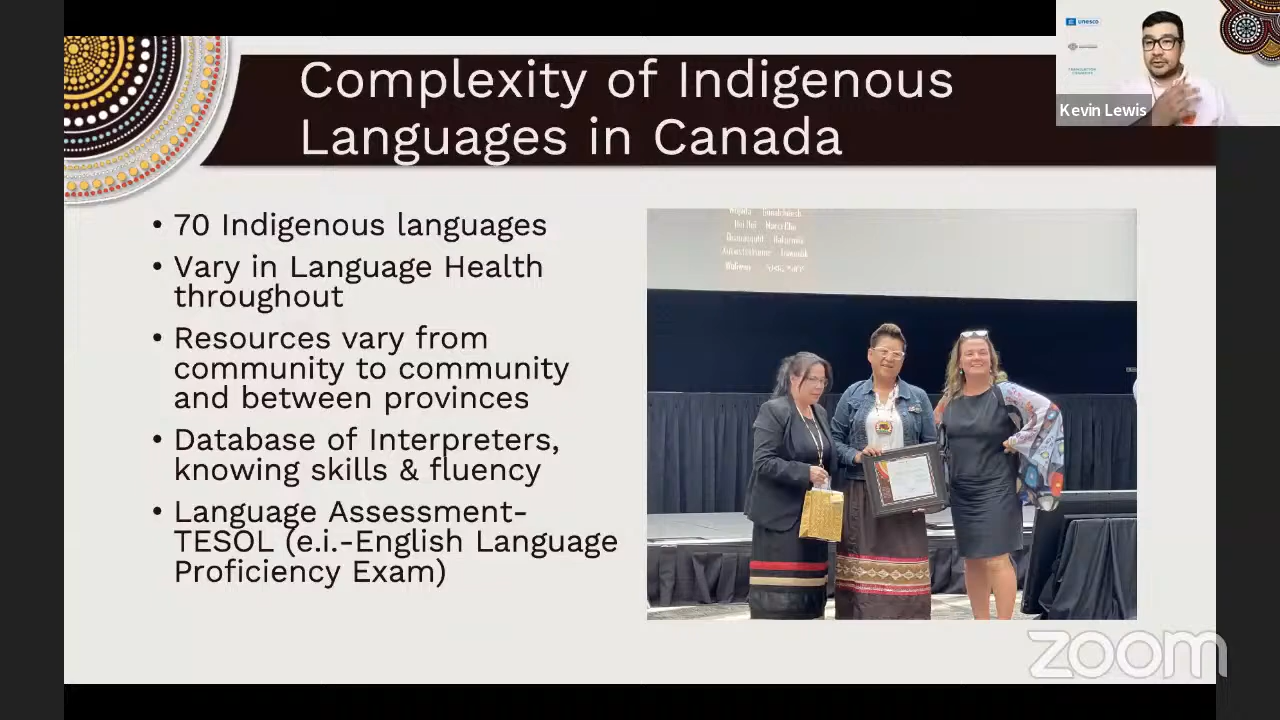 unesco
Kevin Lewis
Complexity of Indigenous
Languages in Canada
• 70 Indigenous languages
• Vary in Language Health
throughout
• Resources vary from
community to community
and between provinces
• Database of Interpreters,
knowing skills & fluency
• Language Assessment-
TESOL (e.i.-English Language
Proficiency Exam)
zoom